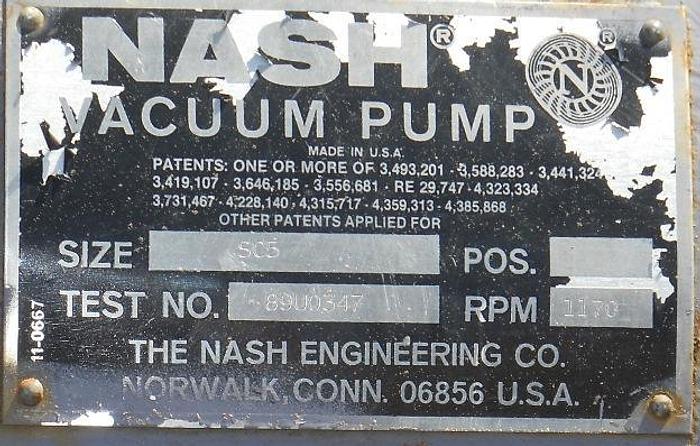 NASH®
N ®
VACUUM PUMP
MADE IN U.S.A.
PATENTS: ONE OR MORE OF 3,493,201 - 3,588,283 - 3,441,324
3,419,107 - 3,646,185 - 3,556,681 - RE 29,747 - 4,323,334
3,731,467 - 4,228,140 - 4,315,717 - 4,359,313 - 4,385,868
OTHER PATENTS APPLIED FOR
SIZE SC5 POS.
TEST NO. 89U0347 RPM 1170
THE NASH ENGINEERING CO.
NORWALK, CONN. 06856 U.S.A.
11-0667